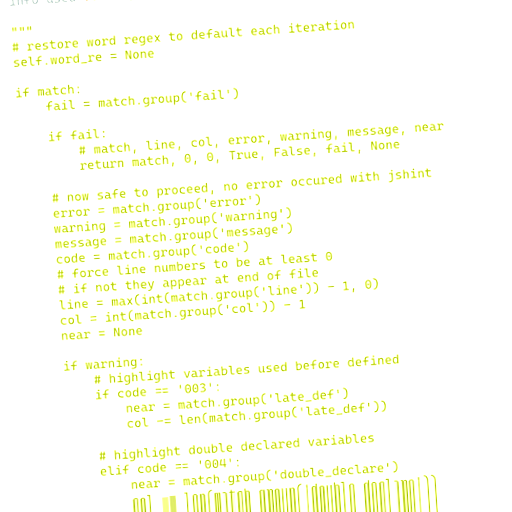 """
# restore word regex to default each iteration
self.word_re = None
if match:
    fail = match.group('fail')
    if fail:
        # match, line, col, error, warning, message, near
        return match, 0, 0, True, False, fail, None
    # now safe to proceed, no error occured with jshint
    error = match.group('error')
    warning = match.group('warning')
    message = match.group('message')
    code = match.group('code')
    # force line numbers to be at least 0
    # if not they appear at end of file
    line = max(int(match.group('line')) - 1, 0)
    col = int(match.group('col')) - 1
    near = None
    if warning:
        # highlight variables used before defined
        if code == '003':
            near = match.group('late_def')
            col -= len(match.group('late_def'))
        # highlight double declared variables
        elif code == '004':
            near = match.group('double_declare')